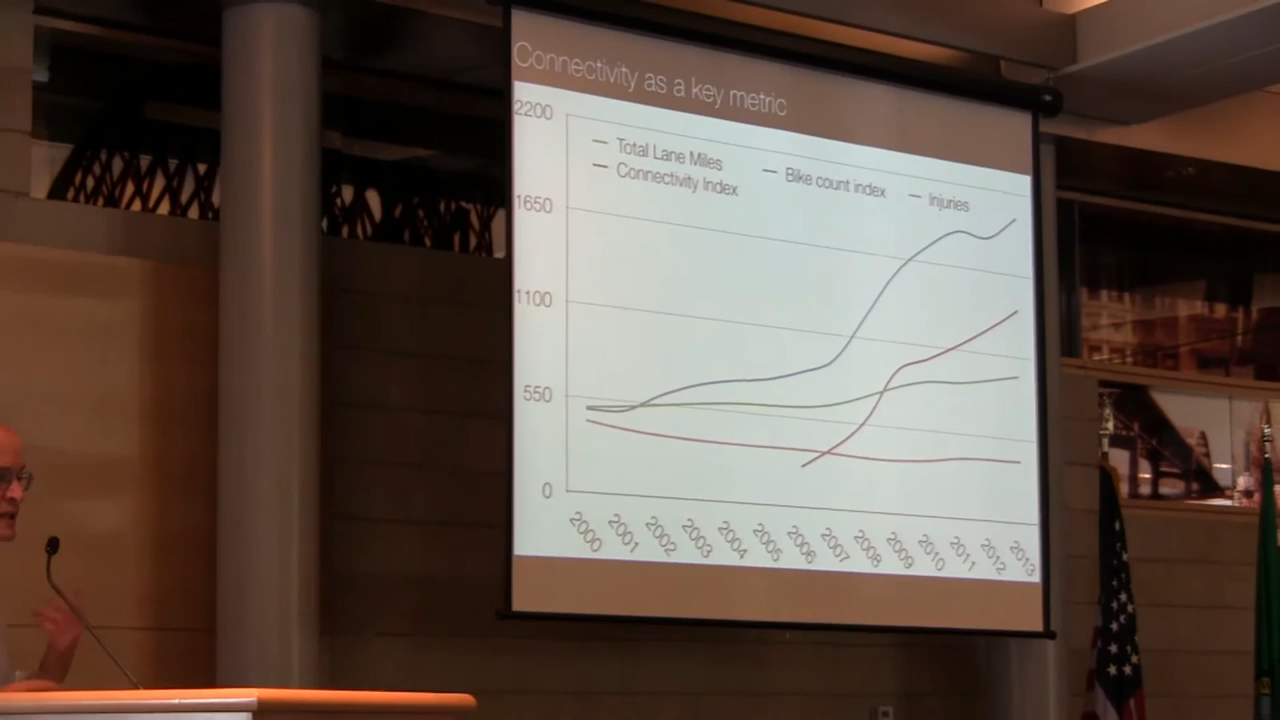 Connectivity as a key metric
2200
Total Lane Miles
Bike count index
Injuries
Connectivity Index
1650
1100
550
0
2000 2001 2002 2003 2004 2005 2006 2007 2008 2009 2010 2011 2012 2013